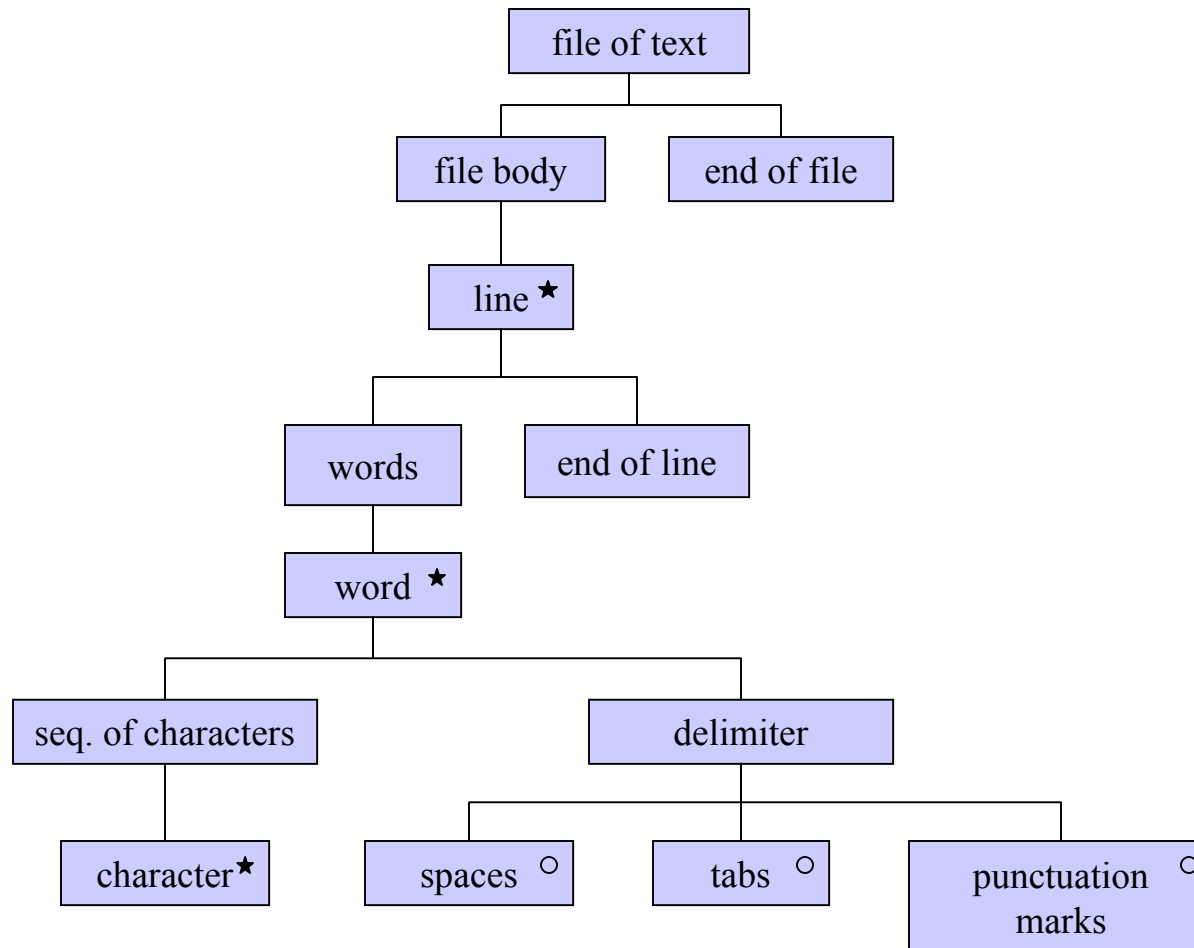 file of text
file body
end of file
line
words
end of line
word
seq. of characters
delimiter
character
spaces
tabs
punctuation
marks